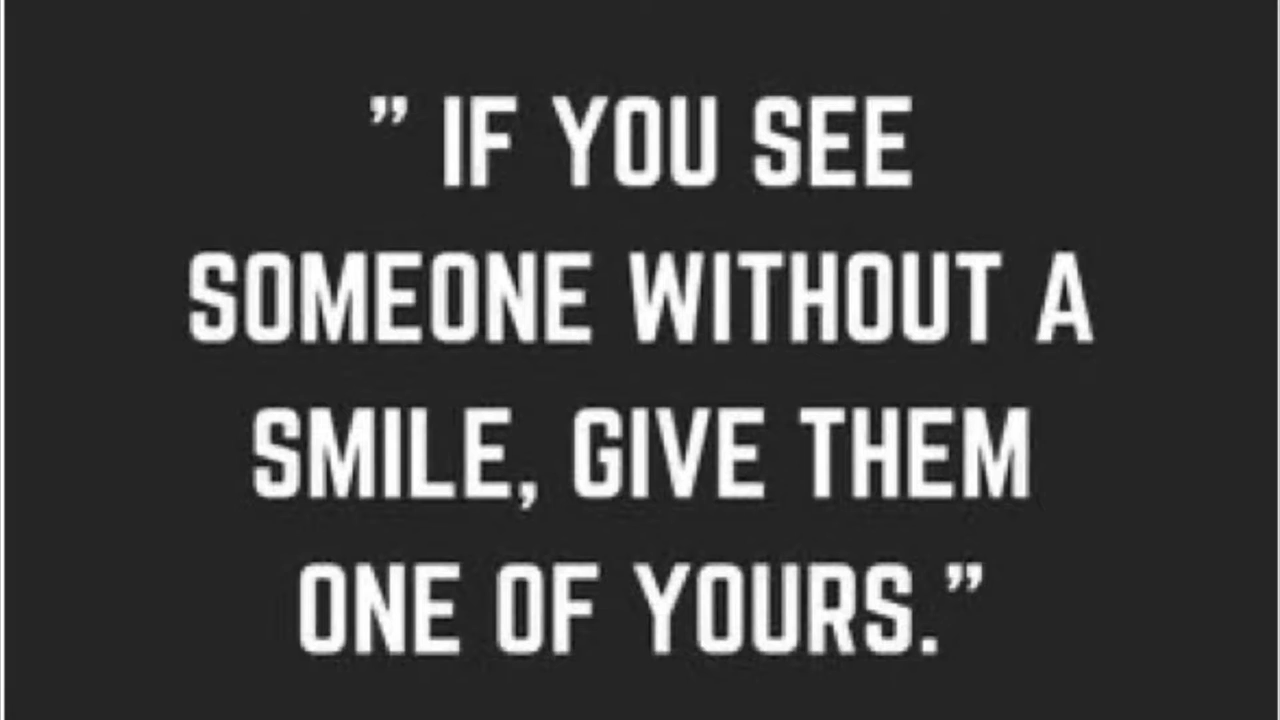 ” IF YOU SEE
SOMEONE WITHOUT A
SMILE, GIVE THEM
ONE OF YOURS.”